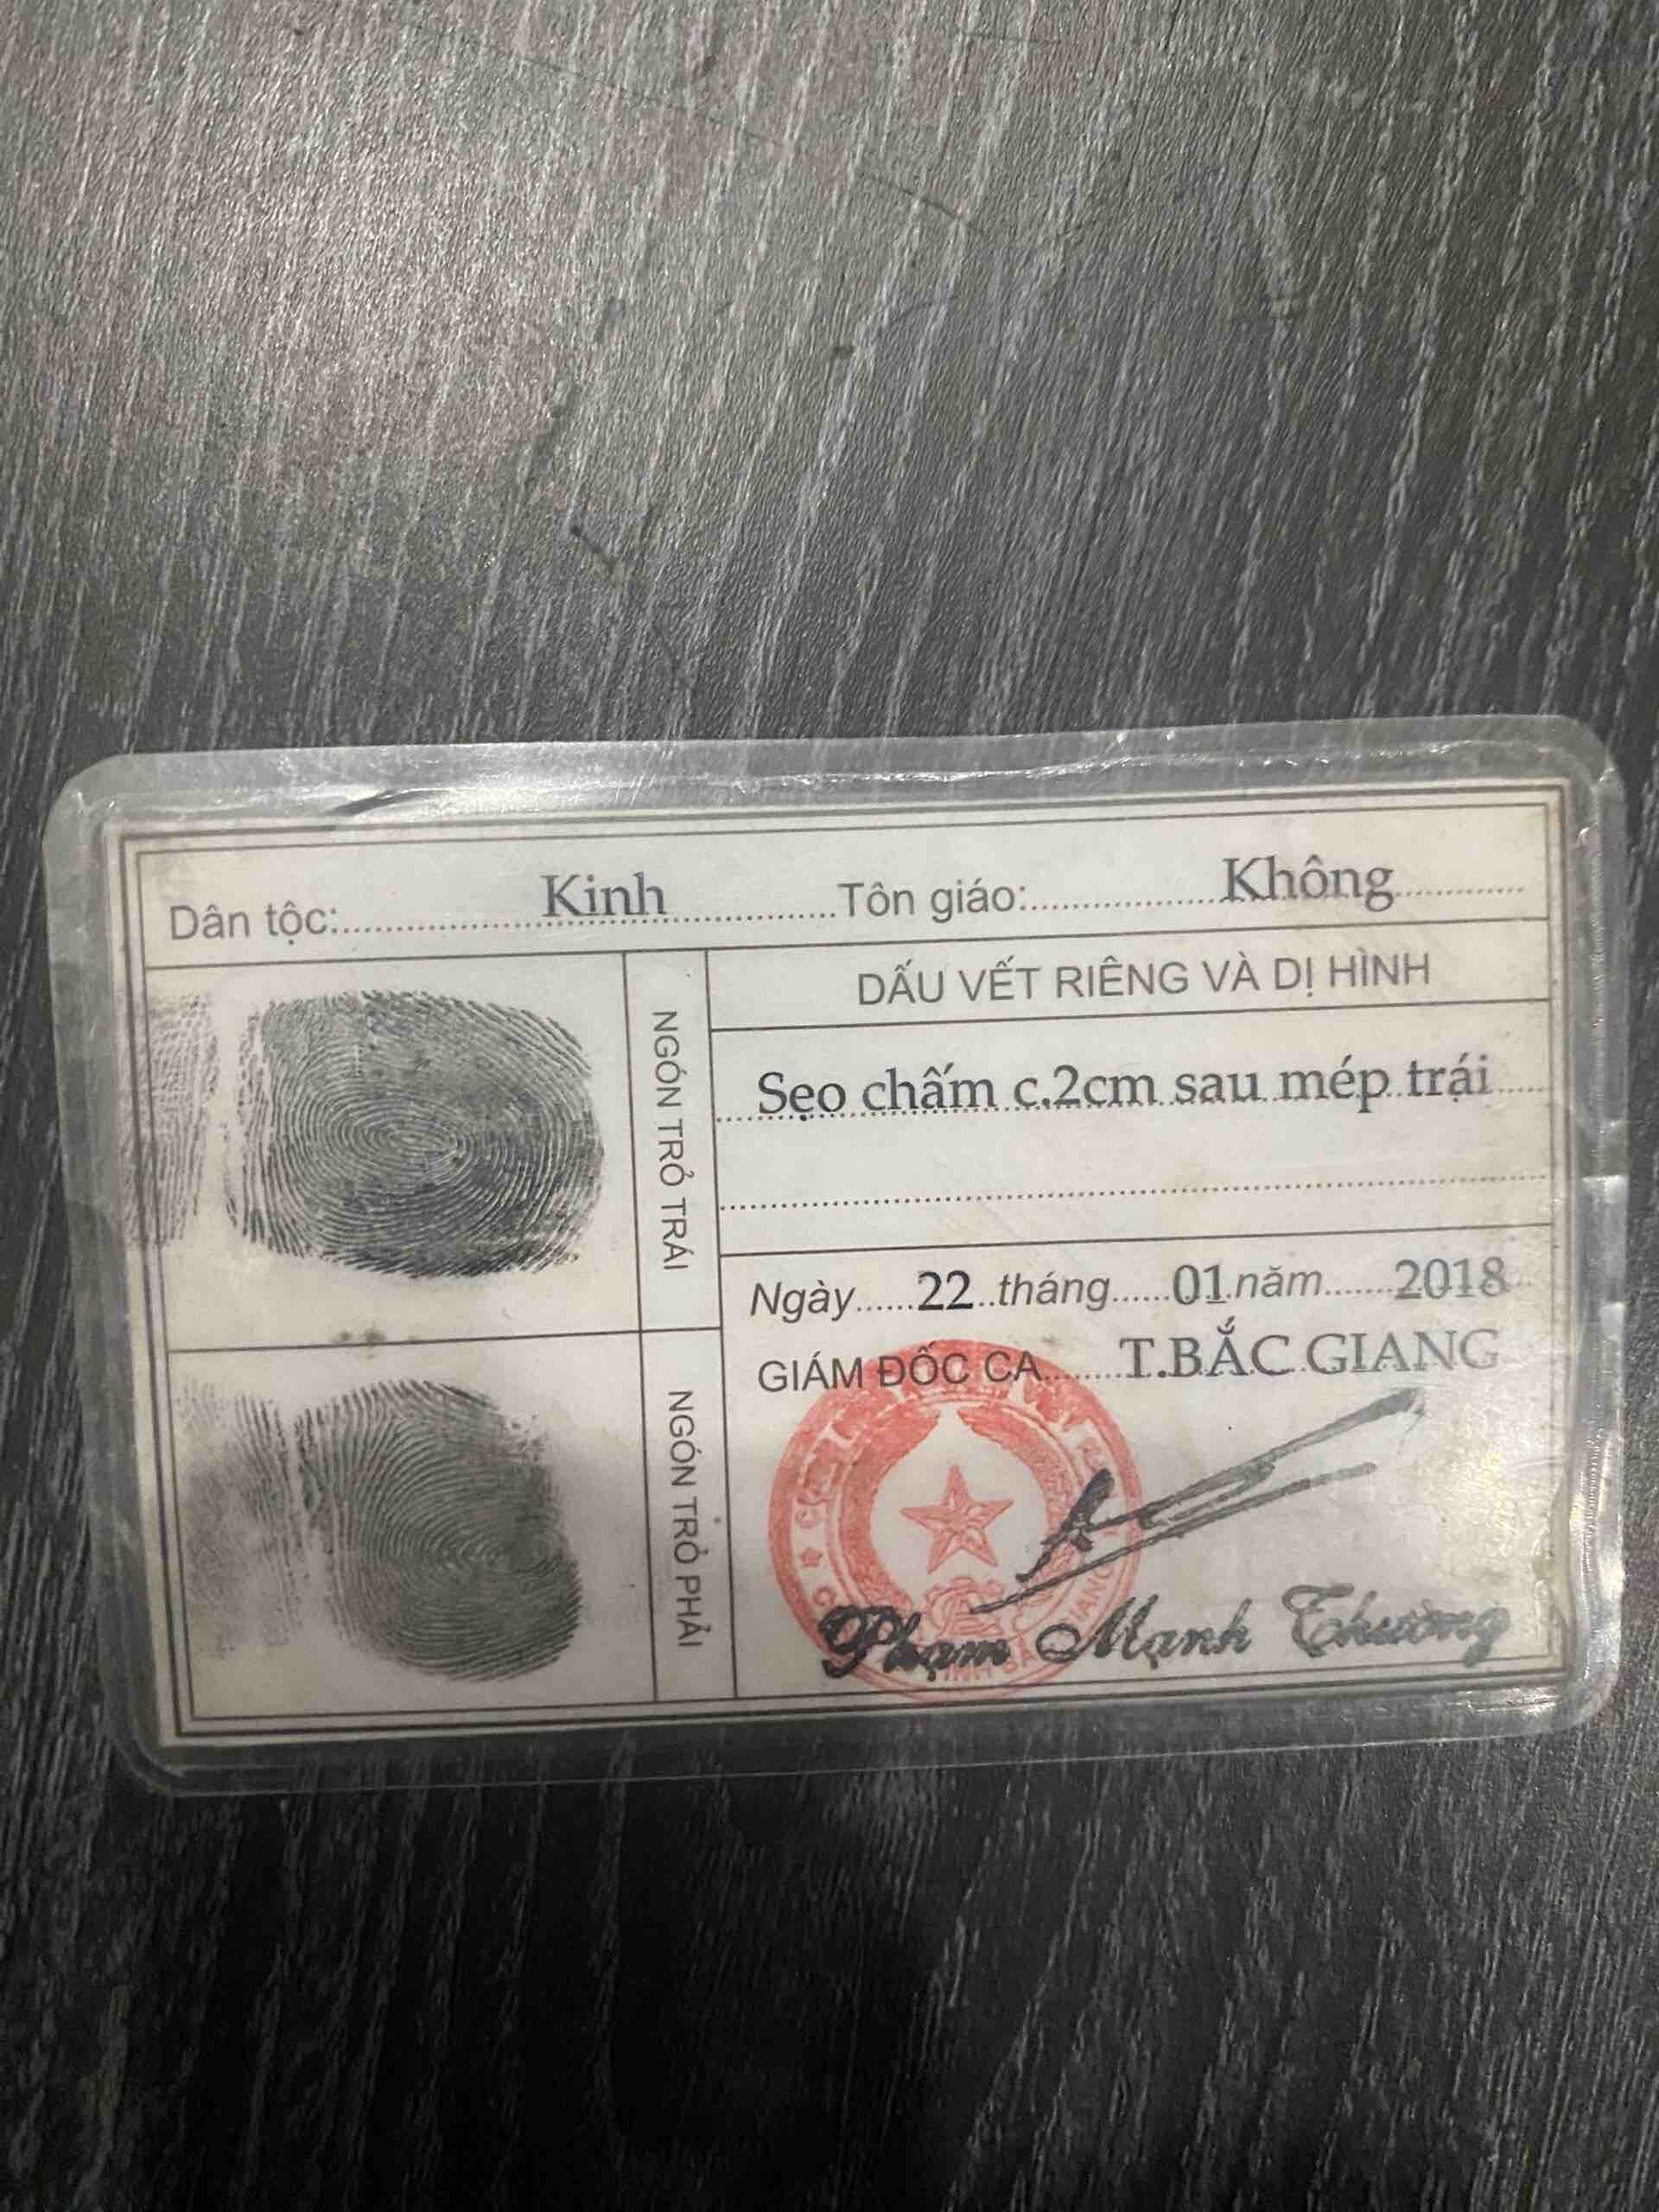 Dân tộc: Kinh Tôn giáo: Không
NGÓN TRỎ TRÁI
DẤU VẾT RIÊNG VÀ DỊ HÌNH
Sẹo chấm c.2cm sau mép trái
Ngày 22 tháng 01 năm 2018
GIÁM ĐỐC CA T.BẮC GIANG
NGÓN TRỎ PHẢI
Phạm Mạnh Thường